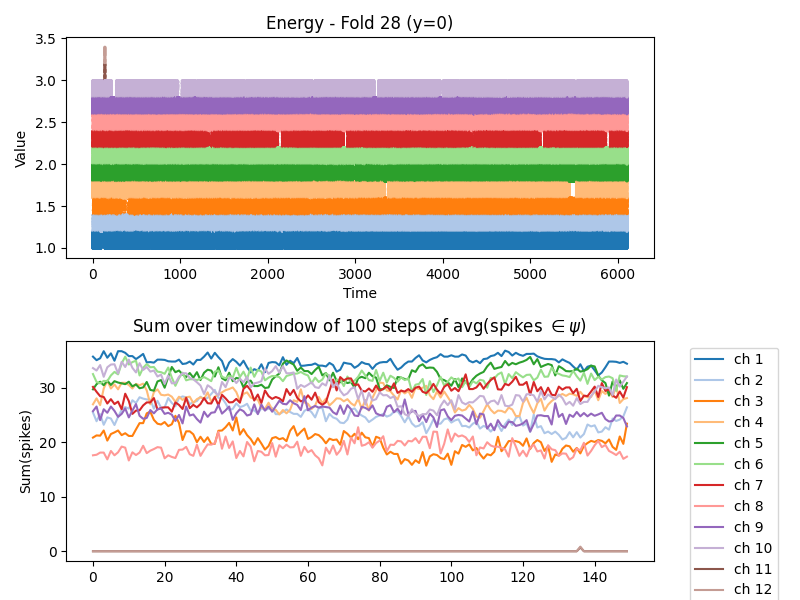 Energy - Fold 28 (y=0)
3.5
3.0
2.5
2.0
1.5
1.0
Value
0 1000 2000 3000 4000 5000 6000
Time
Sum over timewindow of 100 steps of avg(spikes ∈ψ)
30
20
10
0
Sum(spikes)
0 20 40 60 80 100 120 140
ch 1
ch 2
ch 3
ch 4
ch 5
ch 6
ch 7
ch 8
ch 9
ch 10
ch 11
ch 12